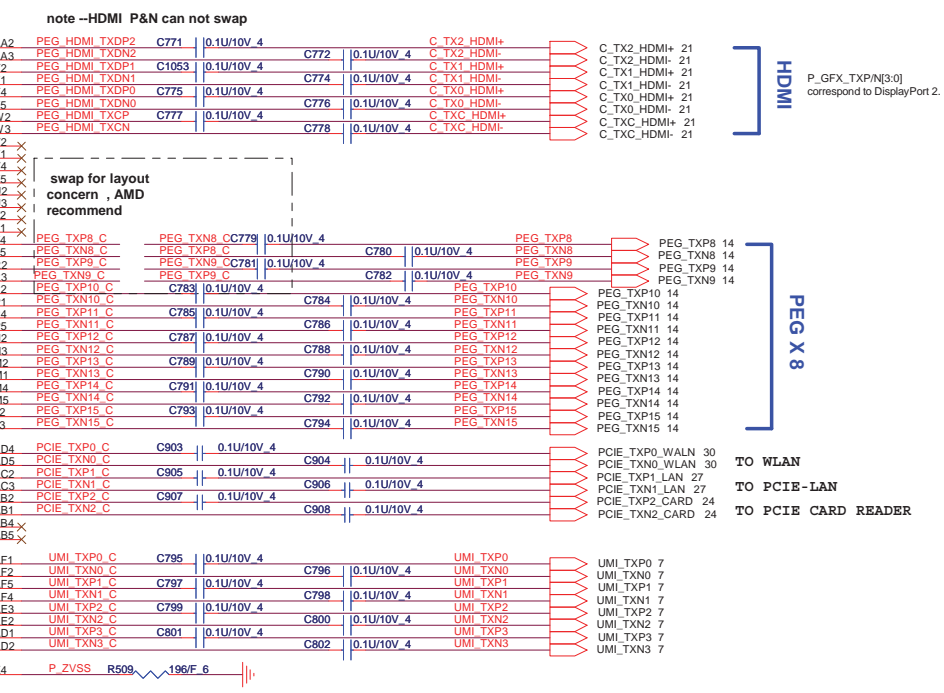 note --HDMI P&N can not swap
A2 PEG_HDMI_TXDP2 C771 0.1U/10V_4 C_TX2_HDMI+ C_TX2_HDMI+ 21
A3 PEG_HDMI_TXDN2 C772 0.1U/10V_4 C_TX2_HDMI- C_TX2_HDMI- 21
2 PEG_HDMI_TXDP1 C1053 0.1U/10V_4 C_TX1_HDMI+ C_TX1_HDMI+ 21
1 PEG_HDMI_TXDN1 C774 0.1U/10V_4 C_TX1_HDMI- C_TX1_HDMI- 21
4 PEG_HDMI_TXDP0 C775 0.1U/10V_4 C_TX0_HDMI+ C_TX0_HDMI+ 21
5 PEG_HDMI_TXDN0 C776 0.1U/10V_4 C_TX0_HDMI- C_TX0_HDMI- 21
2 PEG_HDMI_TXCP C777 0.1U/10V_4 C_TXC_HDMI+ C_TXC_HDMI+ 21
3 PEG_HDMI_TXCN C778 0.1U/10V_4 C_TXC_HDMI- C_TXC_HDMI- 21
HDMI
P_GFX_TXP/N[3:0]
correspond to DisplayPort 2.
swap for layout
concern , AMD
recommend
PEG_TXP8_C PEG_TXN8_C C779 0.1U/10V_4 PEG_TXP8 PEG_TXP8 14
PEG_TXN8_C PEG_TXP8_C C780 0.1U/10V_4 PEG_TXN8 PEG_TXN8 14
PEG_TXP9_C PEG_TXN9_C C781 0.1U/10V_4 PEG_TXP9 PEG_TXP9 14
PEG_TXN9_C PEG_TXP9_C C782 0.1U/10V_4 PEG_TXN9 PEG_TXN9 14
PEG_TXP10_C C783 0.1U/10V_4 PEG_TXP10 PEG_TXP10 14
PEG_TXN10_C C784 0.1U/10V_4 PEG_TXN10 PEG_TXN10 14
PEG_TXP11_C C785 0.1U/10V_4 PEG_TXP11 PEG_TXP11 14
PEG_TXN11_C C786 0.1U/10V_4 PEG_TXN11 PEG_TXN11 14
PEG_TXP12_C C787 0.1U/10V_4 PEG_TXP12 PEG_TXP12 14
PEG_TXN12_C C788 0.1U/10V_4 PEG_TXN12 PEG_TXN12 14
PEG_TXP13_C C789 0.1U/10V_4 PEG_TXP13 PEG_TXP13 14
PEG_TXN13_C C790 0.1U/10V_4 PEG_TXN13 PEG_TXN13 14
PEG_TXP14_C C791 0.1U/10V_4 PEG_TXP14 PEG_TXP14 14
PEG_TXN14_C C792 0.1U/10V_4 PEG_TXN14 PEG_TXN14 14
PEG_TXP15_C C793 0.1U/10V_4 PEG_TXP15 PEG_TXP15 14
PEG_TXN15_C C794 0.1U/10V_4 PEG_TXN15 PEG_TXN15 14
PEG X 8
D4 PCIE_TXP0_C C903 0.1U/10V_4 PCIE_TXP0_WALN 30
D5 PCIE_TXN0_C C904 0.1U/10V_4 PCIE_TXN0_WLAN 30 TO WLAN
C2 PCIE_TXP1_C C905 0.1U/10V_4 PCIE_TXP1_LAN 27
C3 PCIE_TXN1_C C906 0.1U/10V_4 PCIE_TXN1_LAN 27 TO PCIE-LAN
B2 PCIE_TXP2_C C907 0.1U/10V_4 PCIE_TXP2_CARD 24
B1 PCIE_TXN2_C C908 0.1U/10V_4 PCIE_TXN2_CARD 24 TO PCIE CARD READER
B4
B5
F1 UMI_TXP0_C C795 0.1U/10V_4 UMI_TXP0 UMI_TXP0 7
F2 UMI_TXN0_C C796 0.1U/10V_4 UMI_TXN0 UMI_TXN0 7
F5 UMI_TXP1_C C797 0.1U/10V_4 UMI_TXP1 UMI_TXP1 7
F4 UMI_TXN1_C C798 0.1U/10V_4 UMI_TXN1 UMI_TXN1 7
E3 UMI_TXP2_C C799 0.1U/10V_4 UMI_TXP2 UMI_TXP2 7
E2 UMI_TXN2_C C800 0.1U/10V_4 UMI_TXN2 UMI_TXN2 7
D1 UMI_TXP3_C C801 0.1U/10V_4 UMI_TXP3 UMI_TXP3 7
D2 UMI_TXN3_C C802 0.1U/10V_4 UMI_TXN3 UMI_TXN3 7
4 P_ZVSS R509 196/F_6